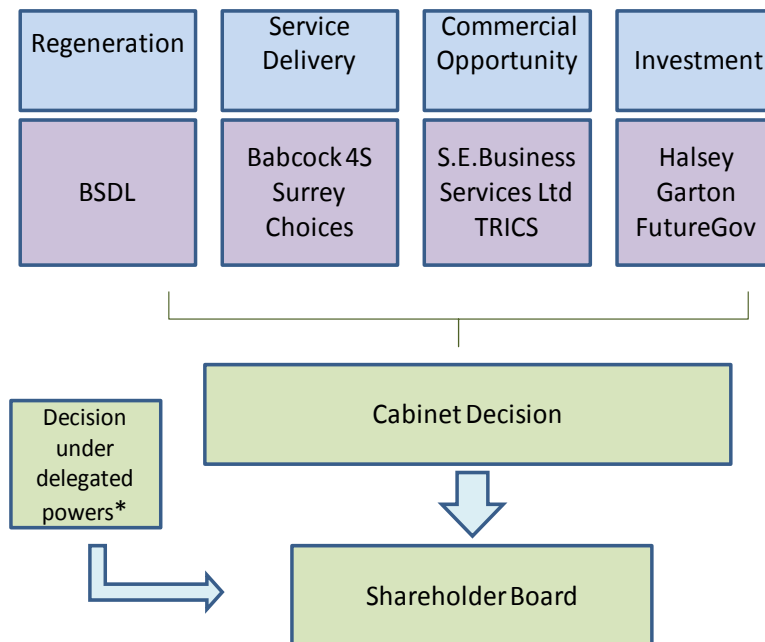 Regeneration
Service
Delivery
Commercial
Opportunity
Investment
BSDL
Babcock 4S
Surrey
Choices
S.E.Business
Services Ltd
TRICS
Halsey
Garton
FutureGov
Cabinet Decision
Decision
under
delegated
powers*
Shareholder Board